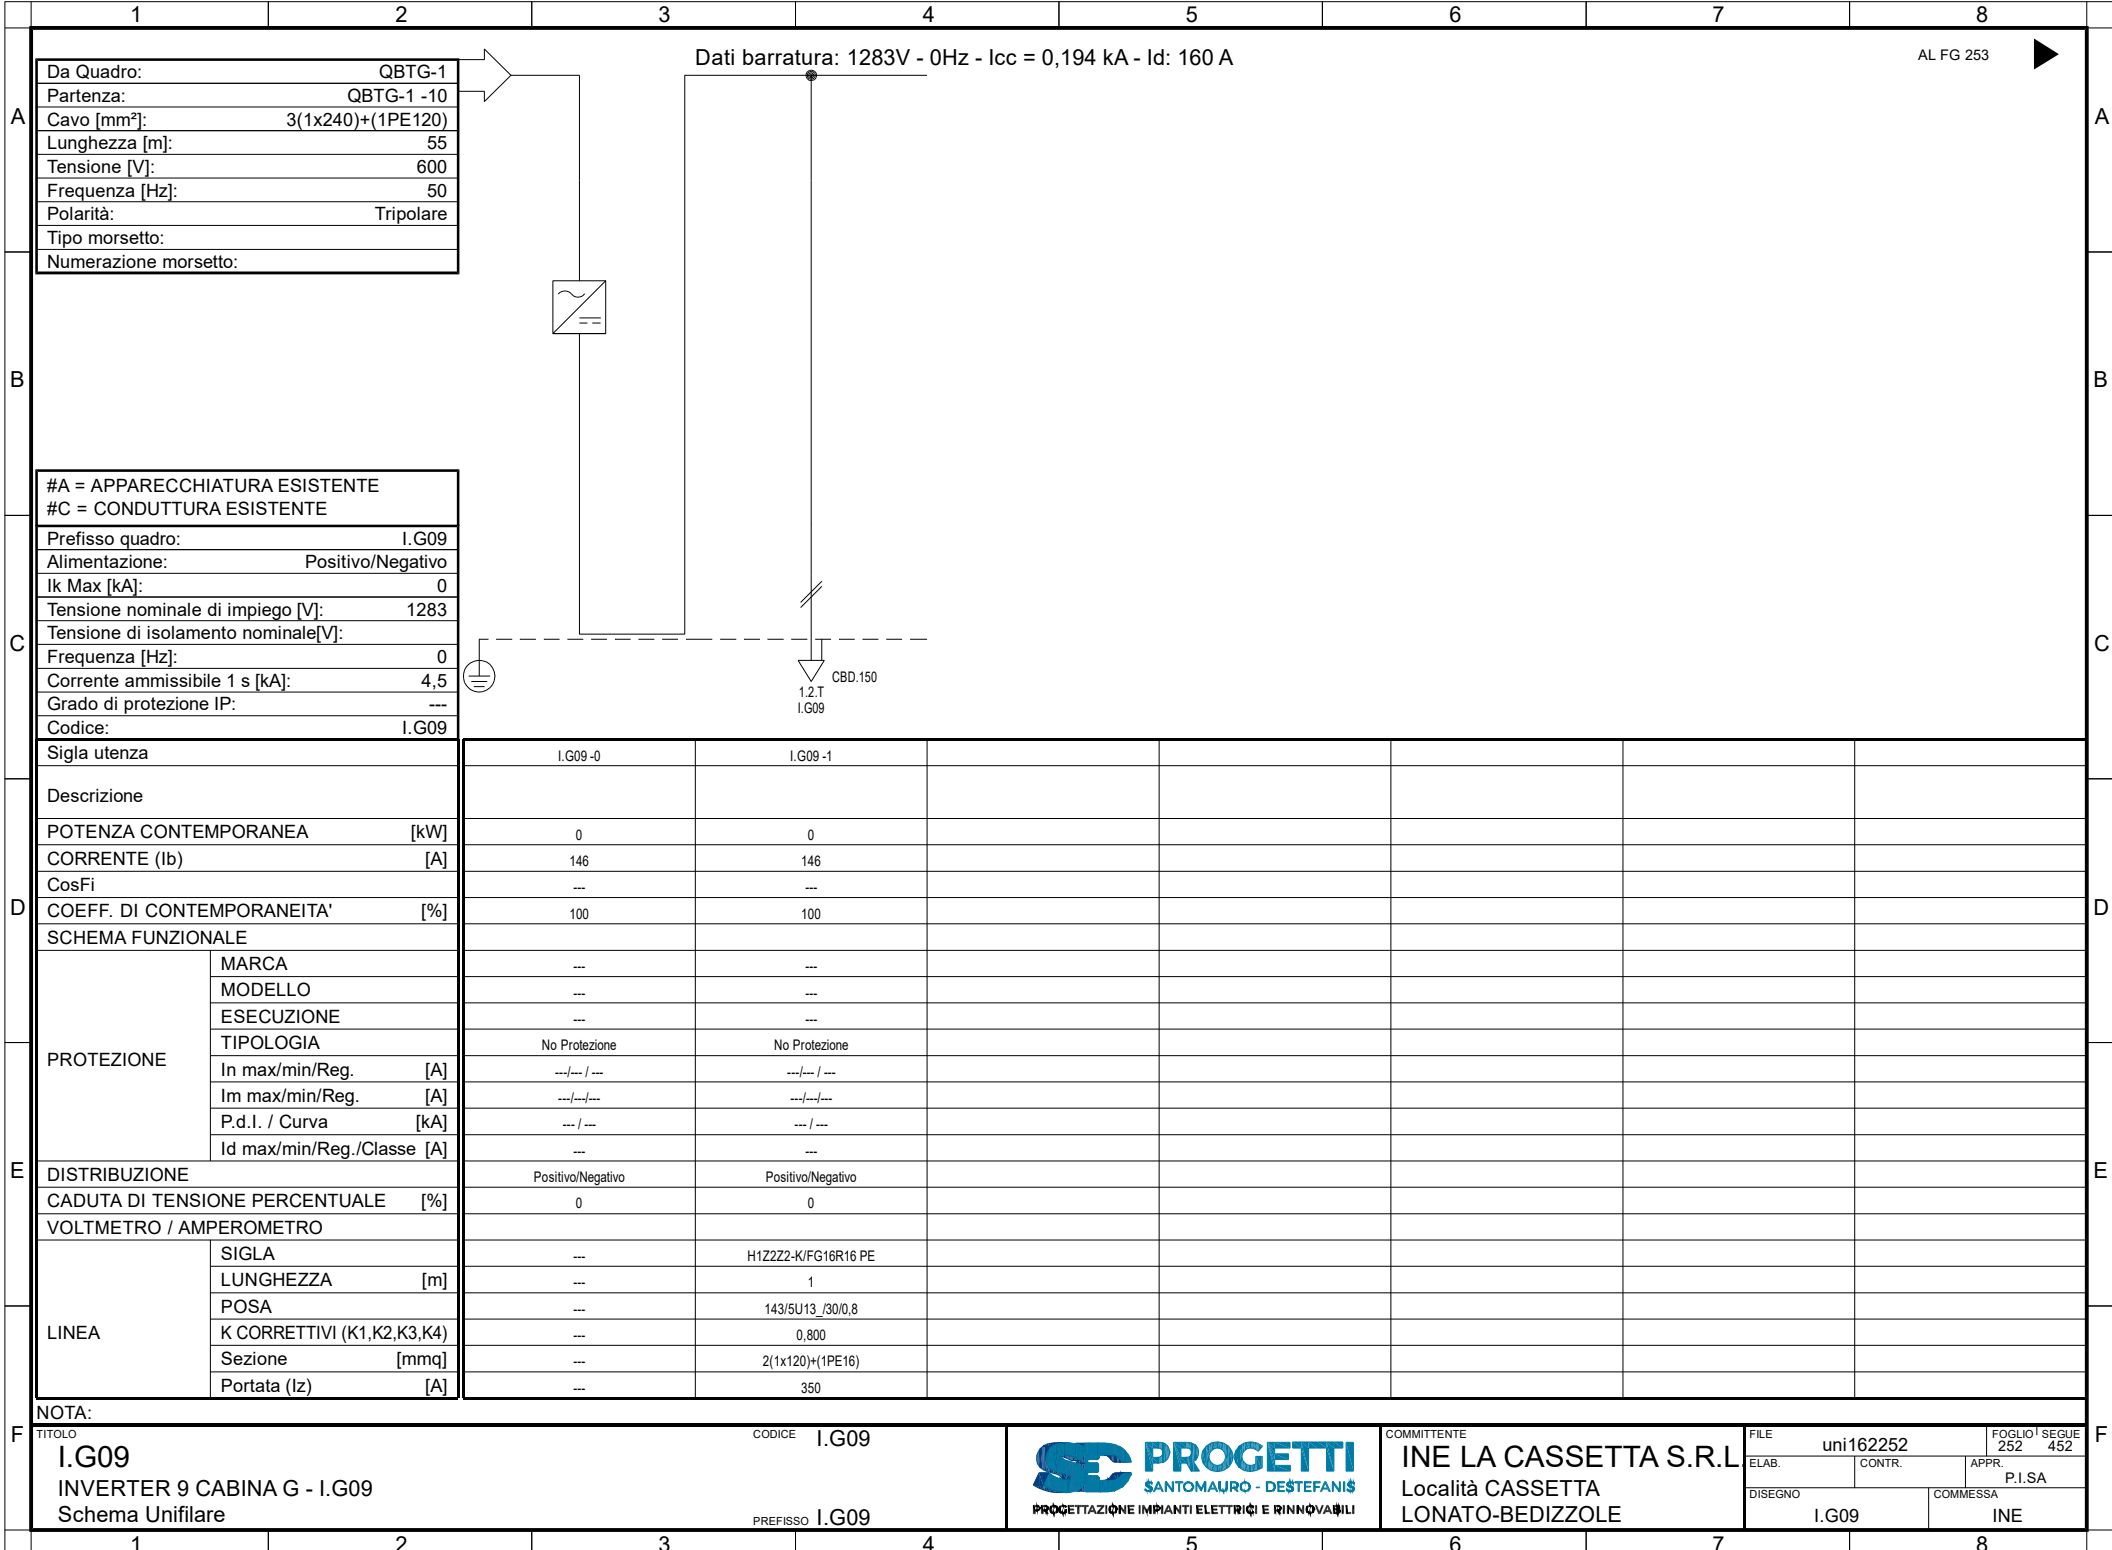 1 2 3 4 5 6 7 8
Dati barratura: 1283V - 0Hz - Icc = 0,194 kA - Id: 160 A
AL FG 253
Da Quadro: QBTG-1
Partenza: QBTG-1 -10
Cavo [mm²]: 3(1x240)+(1PE120)
Lunghezza [m]: 55
Tensione [V]: 600
Frequenza [Hz]: 50
Polarità: Tripolare
Tipo morsetto:
Numerazione morsetto:
A A
B B
C C
D D
E E
F F
#A = APPARECCHIATURA ESISTENTE
#C = CONDUTTURA ESISTENTE
Prefisso quadro: I.G09
Alimentazione: Positivo/Negativo
Ik Max [kA]: 0
Tensione nominale di impiego [V]: 1283
Tensione di isolamento nominale[V]:
Frequenza [Hz]: 0
Corrente ammissibile 1 s [kA]: 4,5
Grado di protezione IP: ---
Codice: I.G09
CBD.150
1.2.T
I.G09
Sigla utenza I.G09 -0 I.G09 -1
Descrizione
POTENZA CONTEMPORANEA [kW] 0 0
CORRENTE (Ib) [A] 146 146
CosFi --- ---
COEFF. DI CONTEMPORANEITA' [%] 100 100
SCHEMA FUNZIONALE
PROTEZIONE
MARCA --- ---
MODELLO --- ---
ESECUZIONE --- ---
TIPOLOGIA No Protezione No Protezione
In max/min/Reg. [A] ---/--- / --- ---/--- / ---
Im max/min/Reg. [A] ---/---/--- ---/---/---
P.d.I. / Curva [kA] --- / --- --- / ---
Id max/min/Reg./Classe [A] --- ---
DISTRIBUZIONE Positivo/Negativo Positivo/Negativo
CADUTA DI TENSIONE PERCENTUALE [%] 0 0
VOLTMETRO / AMPEROMETRO
LINEA
SIGLA --- H1Z2Z2-K/FG16R16 PE
LUNGHEZZA [m] --- 1
POSA --- 143/5U13_/30/0,8
K CORRETTIVI (K1,K2,K3,K4) --- 0,800
Sezione [mmq] --- 2(1x120)+(1PE16)
Portata (Iz) [A] --- 350
NOTA:
TITOLO
I.G09
INVERTER 9 CABINA G - I.G09
Schema Unifilare
CODICE I.G09
PREFISSO I.G09
SD PROGETTI
SANTOMAURO - DESTEFANIS
PROGETTAZIONE IMPIANTI ELETTRICI E RINNOVABILI
COMMITTENTE
INE LA CASSETTA S.R.L.
Località CASSETTA
LONATO-BEDIZZOLE
FILE uni162252
FOGLIO 252 SEGUE 452
ELAB. CONTR. APPR. P.I.SA
DISEGNO I.G09
COMMESSA INE
1 2 3 4 5 6 7 8